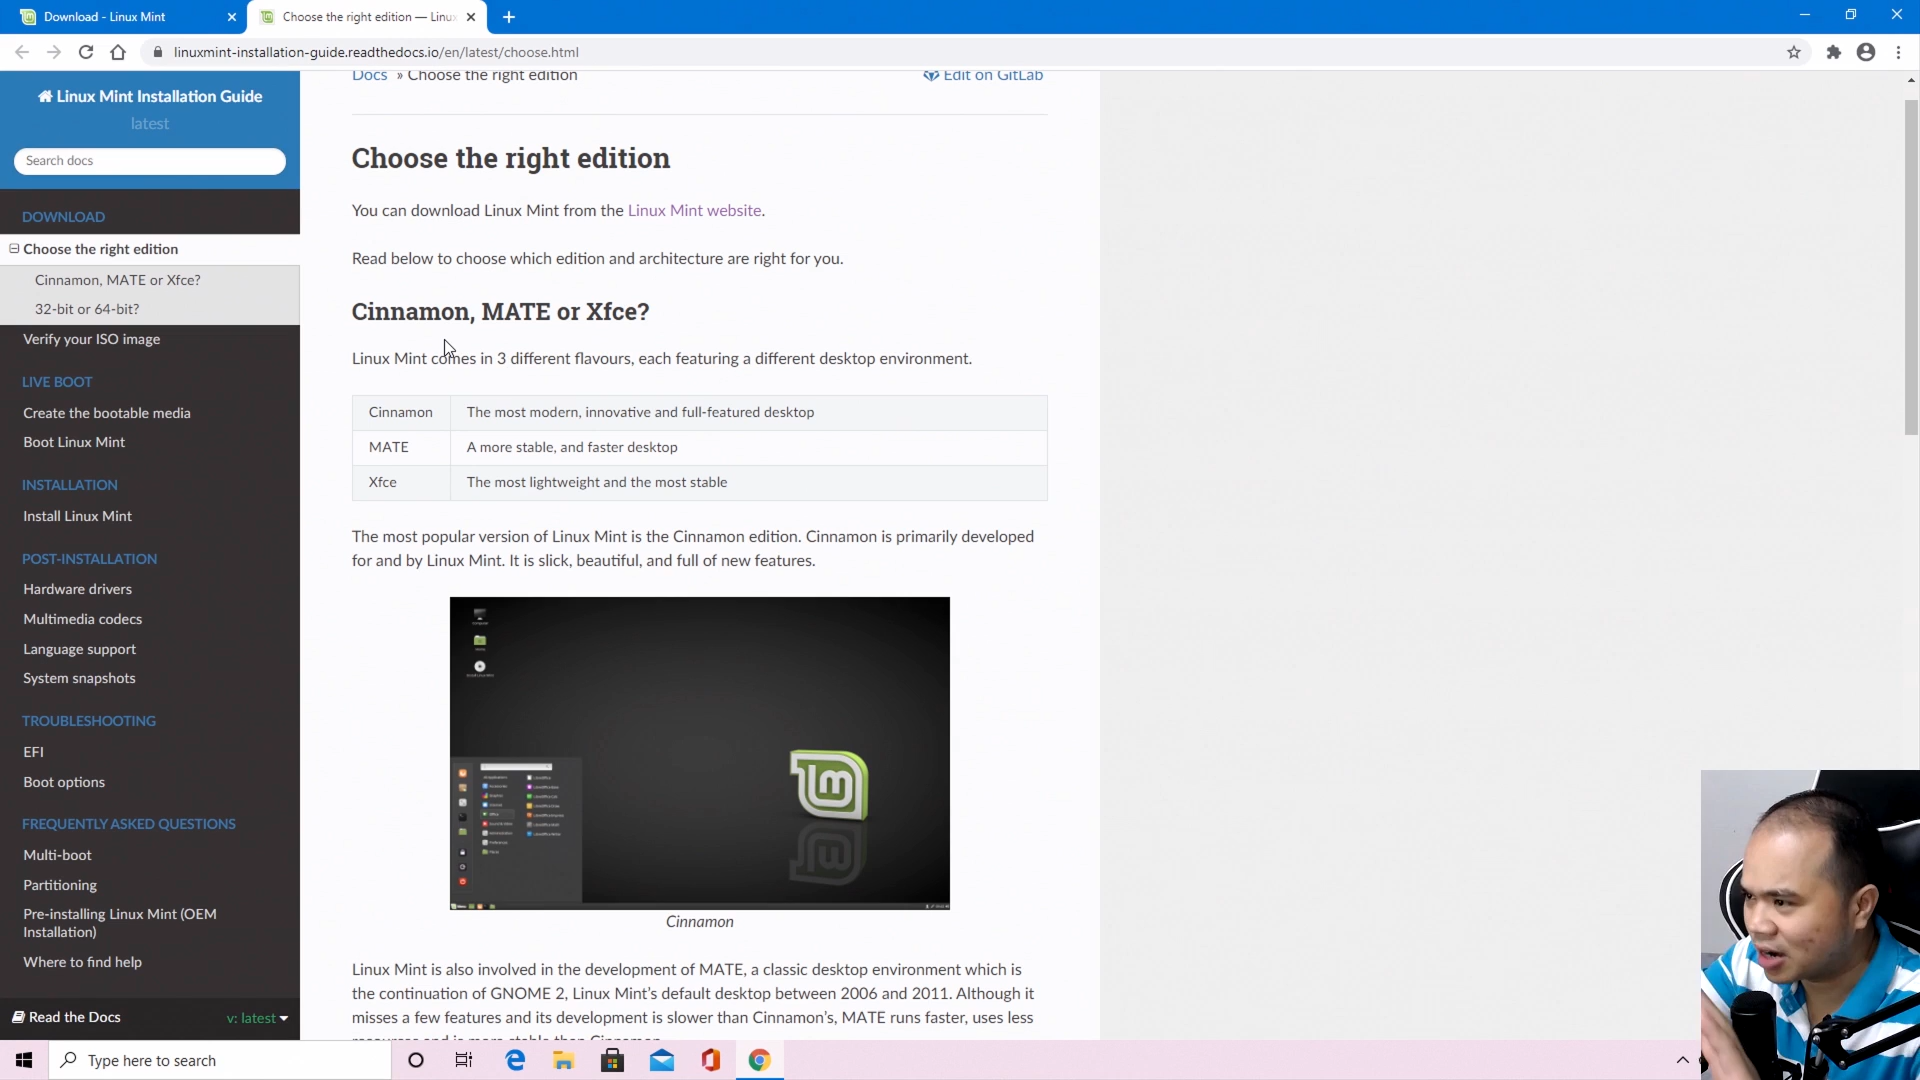 Download - Linux Mint
Choose the right edition — Linux
linuxmint-installation-guide.readthedocs.io/en/latest/choose.html
Linux Mint Installation Guide
latest
Search docs
DOWNLOAD
Choose the right edition
Cinnamon, MATE or Xfce?
32-bit or 64-bit?
Verify your ISO image
LIVE BOOT
Create the bootable media
Boot Linux Mint
INSTALLATION
Install Linux Mint
POST-INSTALLATION
Hardware drivers
Multimedia codecs
Language support
System snapshots
TROUBLESHOOTING
EFI
Boot options
FREQUENTLY ASKED QUESTIONS
Multi-boot
Partitioning
Pre-installing Linux Mint (OEM
Installation)
Where to find help
Read the Docs
v: latest
Docs » Choose the right edition
Edit on GitLab
Choose the right edition
You can download Linux Mint from the Linux Mint website.
Read below to choose which edition and architecture are right for you.
Cinnamon, MATE or Xfce?
Linux Mint comes in 3 different flavours, each featuring a different desktop environment.
Cinnamon The most modern, innovative and full-featured desktop
MATE A more stable, and faster desktop
Xfce The most lightweight and the most stable
The most popular version of Linux Mint is the Cinnamon edition. Cinnamon is primarily developed
for and by Linux Mint. It is slick, beautiful, and full of new features.
Cinnamon
Linux Mint is also involved in the development of MATE, a classic desktop environment which is
the continuation of GNOME 2, Linux Mint's default desktop between 2006 and 2011. Although it
misses a few features and its development is slower than Cinnamon's, MATE runs faster, uses less
resources and is more stable than Cinnamon.
Type here to search